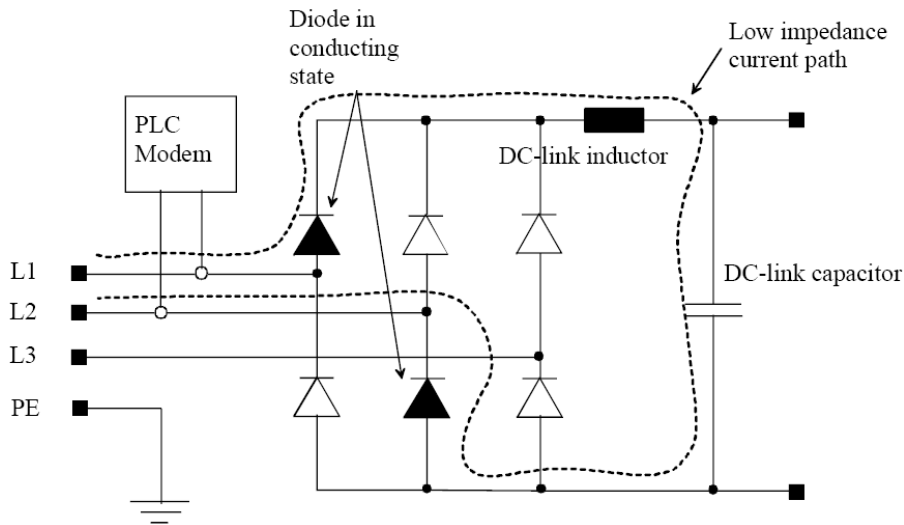 Diode in
conducting
state
Low impedance
current path
PLC
Modem
DC-link inductor
L1
DC-link capacitor
L2
L3
PE